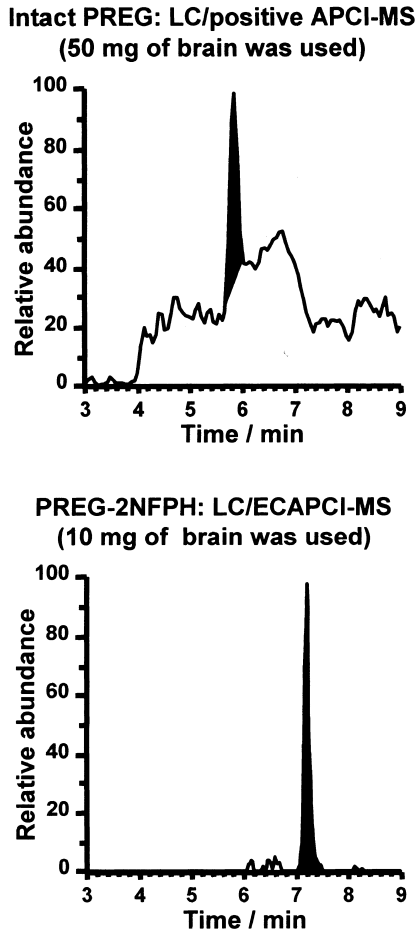 Intact PREG: LC/positive APCI-MS
(50 mg of brain was used)
Relative abundance
100
80
60
40
20
0
3 4 5 6 7 8 9
Time / min
PREG-2NFPH: LC/ECAPCI-MS
(10 mg of brain was used)
Relative abundance
100
80
60
40
20
0
3 4 5 6 7 8 9
Time / min